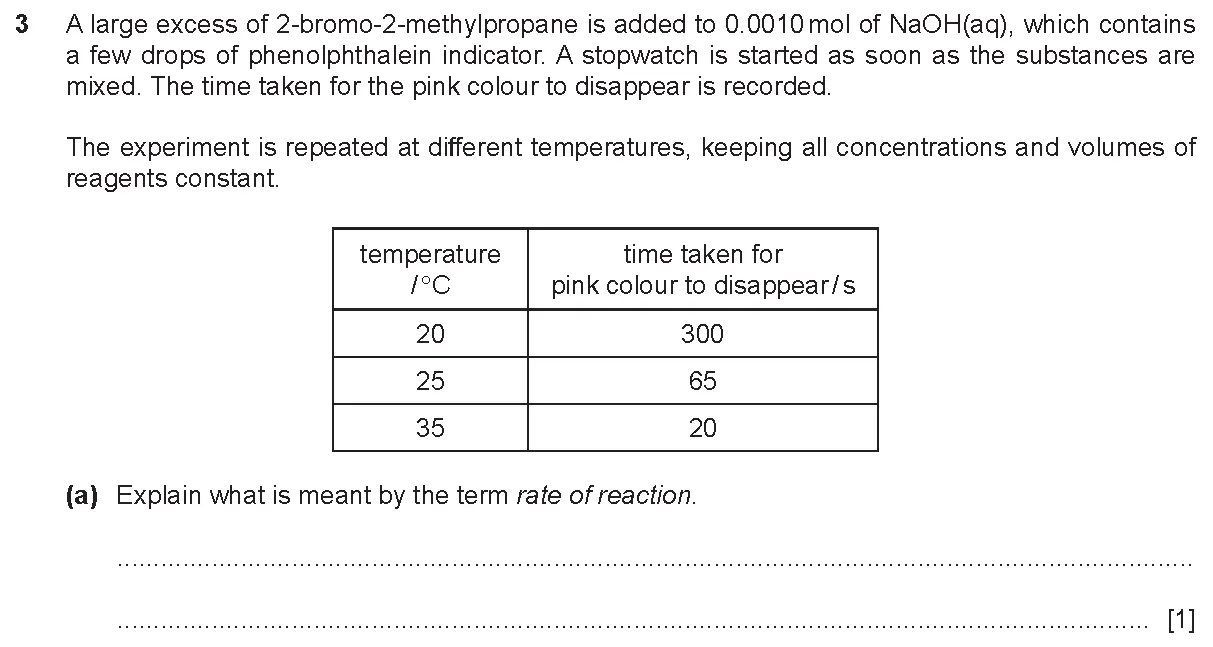 3 A large excess of 2-bromo-2-methylpropane is added to 0.0010 mol of NaOH(aq), which contains
a few drops of phenolphthalein indicator. A stopwatch is started as soon as the substances are
mixed. The time taken for the pink colour to disappear is recorded.
The experiment is repeated at different temperatures, keeping all concentrations and volumes of
reagents constant.
temperature time taken for
/°C pink colour to disappear/s
20 300
25 65
35 20
(a) Explain what is meant by the term rate of reaction.
..........................................................................................................................................................
.................................................................................................................................................... [1]